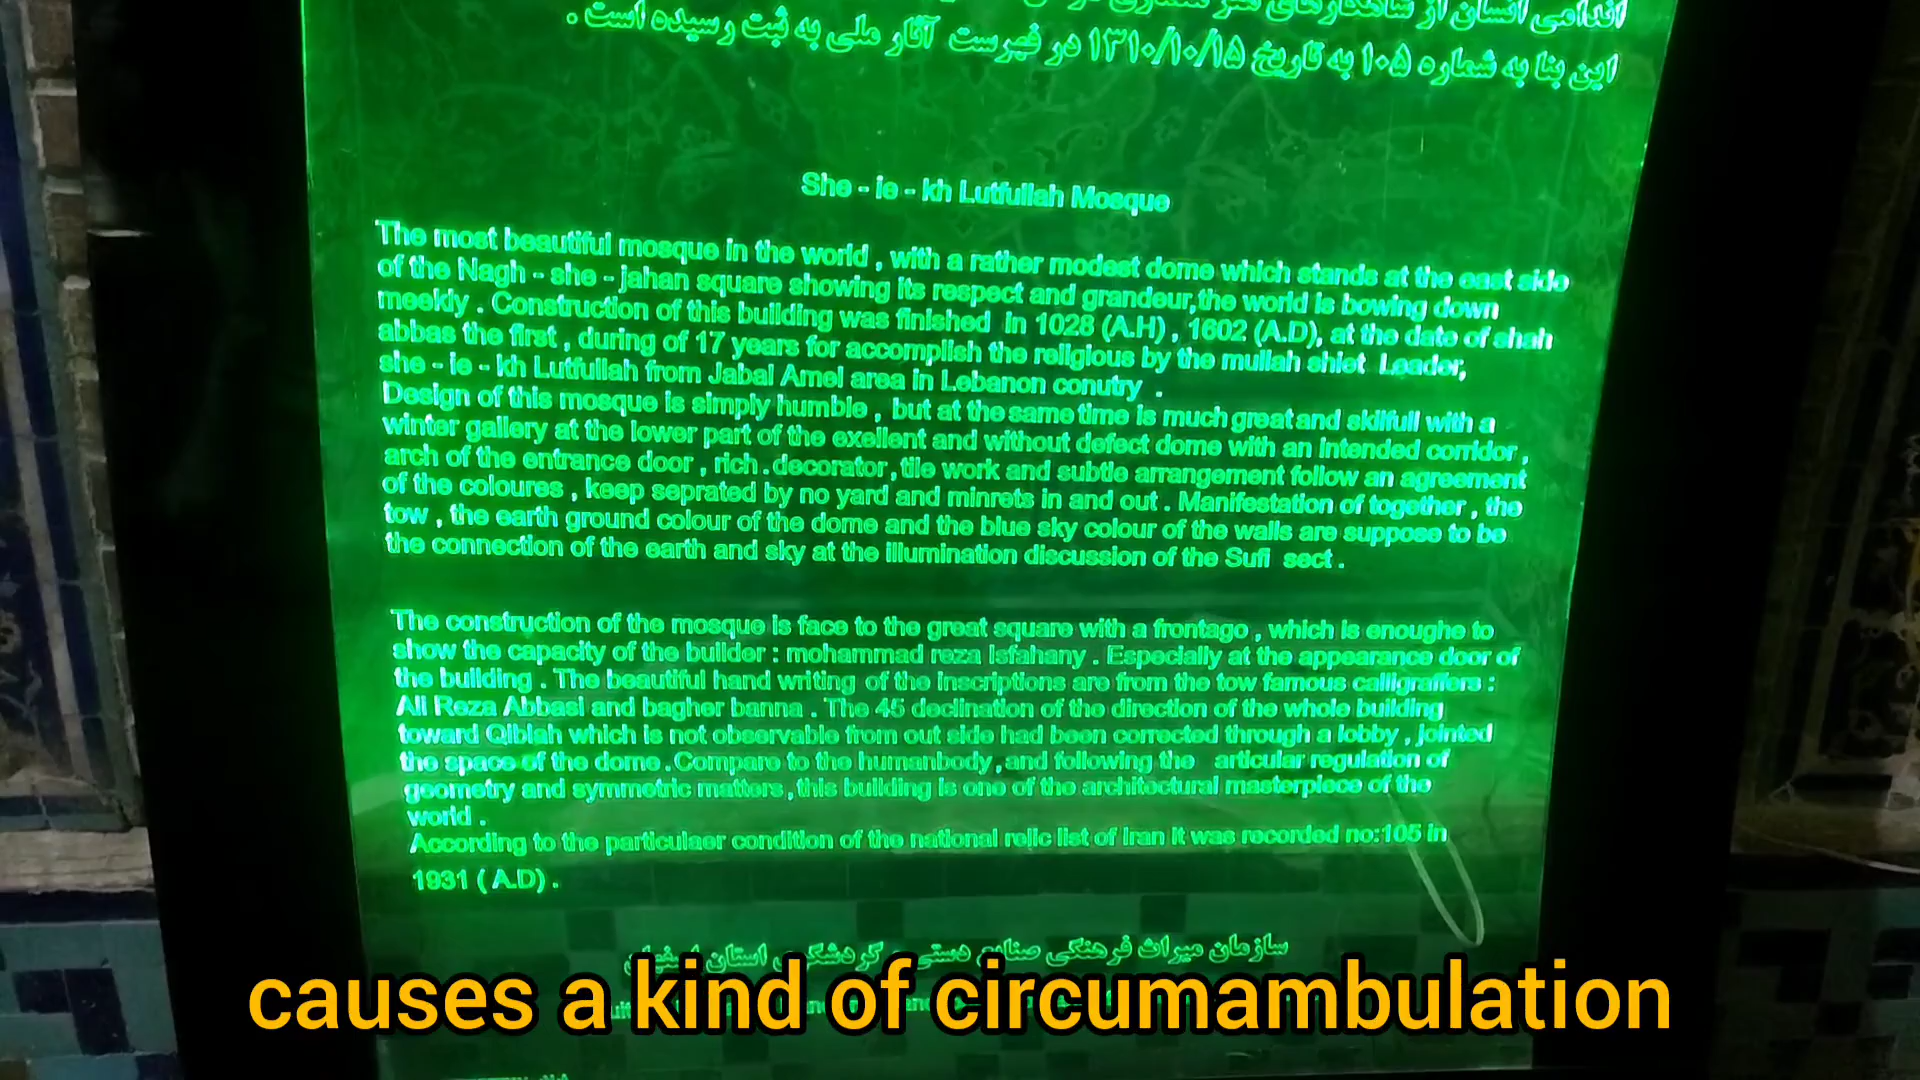 اندامی انسان از شاهکارهای هنر معماری
این بنا به شماره ۱۰۵ به تاریخ ۱۳۱۰/۱۰/۱۵ در فهرست آثار ملی به ثبت رسیده است .
She - ie - kh Lutfullah Mosque
The most beautiful mosque in the world , with a rather modest dome which stands at the east side
of the Nagh - she - jahan square showing its respect and grandeur,the world is bowing down
meekly . Construction of this building was finished in 1028 (A.H) , 1602 (A.D), at the date of shah
abbas the first , during of 17 years for accomplish the religious by the mullah shiet Leader,
she - ie - kh Lutfullah from Jabal Amel area in Lebanon conutry .
Design of this mosque is simply humble , but at the same time is much great and skilfull with a
winter gallery at the lower part of the exellent and without defect dome with an intended corridor ,
arch of the entrance door , rich . decorator , tile work and subtle arrangement follow an agreement
of the coloures , keep seprated by no yard and minrets in and out . Manifestation of together , the
tow , the earth ground colour of the dome and the blue sky colour of the walls are suppose to be
the connection of the earth and sky at the illumination discussion of the Sufi sect .
The construction of the mosque is face to the great square with a frontago , which is enoughe to
show the capacity of the builder : mohammad reza isfahany . Especially at the appearance door of
the building . The beautiful hand writing of the inscriptions are from the tow famous calligraffers :
Ali Reza Abbasi and bagher banna . The 45 declination of the direction of the whole building
toward Qiblah which is not observable from out side had been corrected through a lobby , jointed
the space of the dome . Compare to the humanbody , and following the articular regulation of
geometry and symmetric matters , this building is one of the architectural masterpiece of the
world .
According to the particulaer condition of the national relic list of Iran it was recorded no:105 in
1931 ( A.D) .
سازمان میراث فرهنگی صنایع دستی گردشگری استان
causes a kind of circumambulation